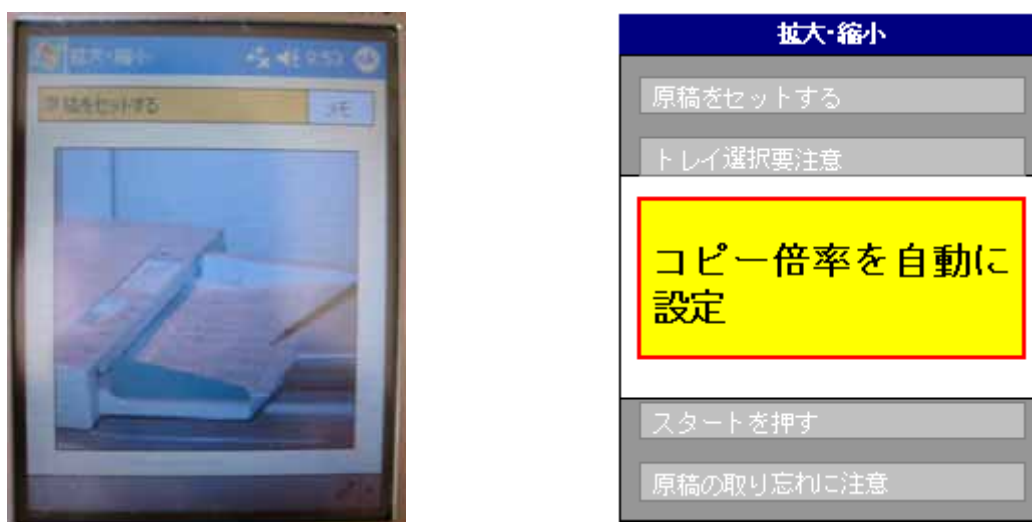 拡大・縮小
9:53
原稿をセットする
メモ
拡大・縮小
原稿をセットする
トレイ選択要注意
コピー倍率を自動に
設定
スタートを押す
原稿の取り忘れに注意